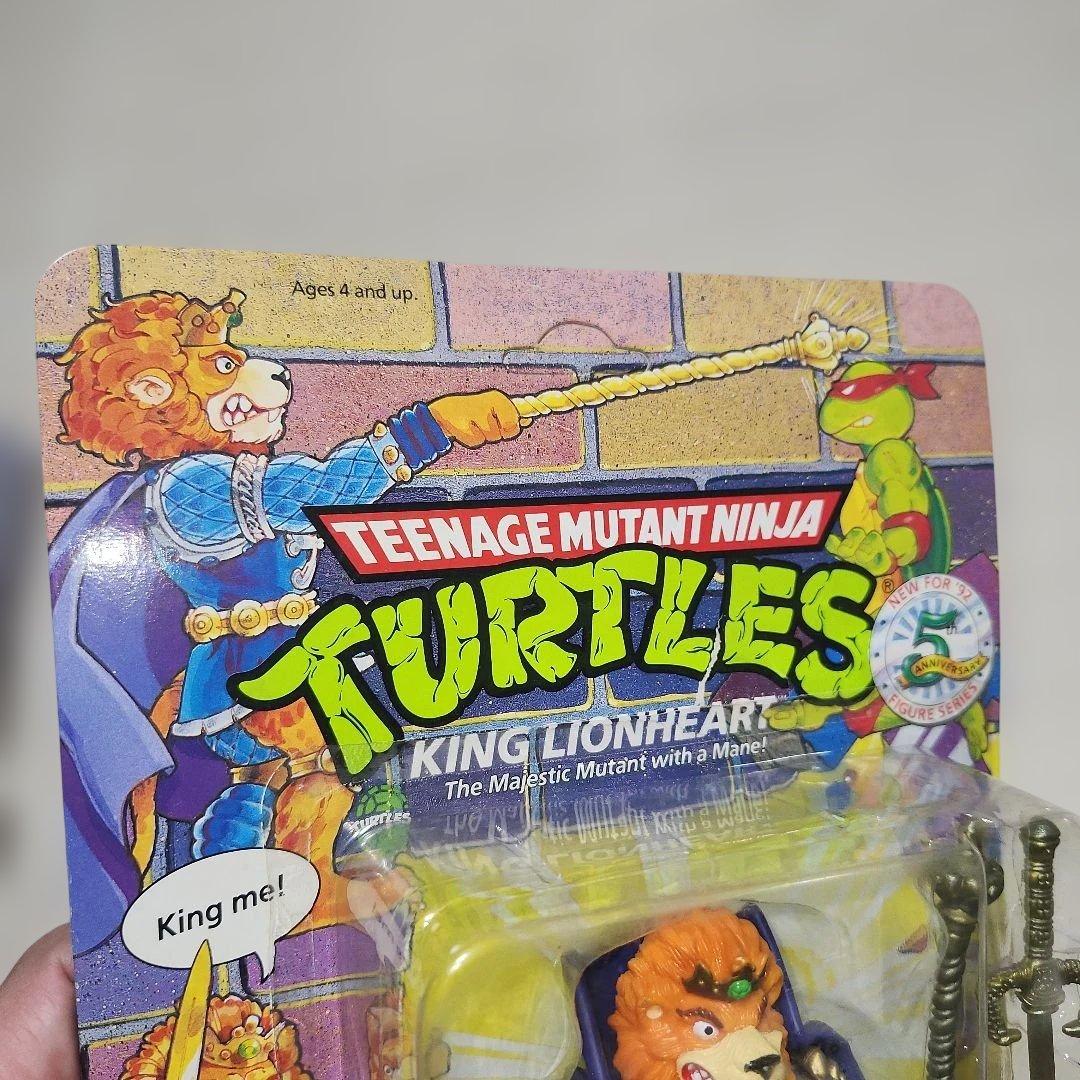 Ages 4 and up.
TEENAGE MUTANT NINJA
TURTLES®
NEW FOR '92
5th
ANNIVERSARY
FIGURE SERIES
KING LIONHEART
The Majestic Mutant with a Mane!
TURTLES
King me!